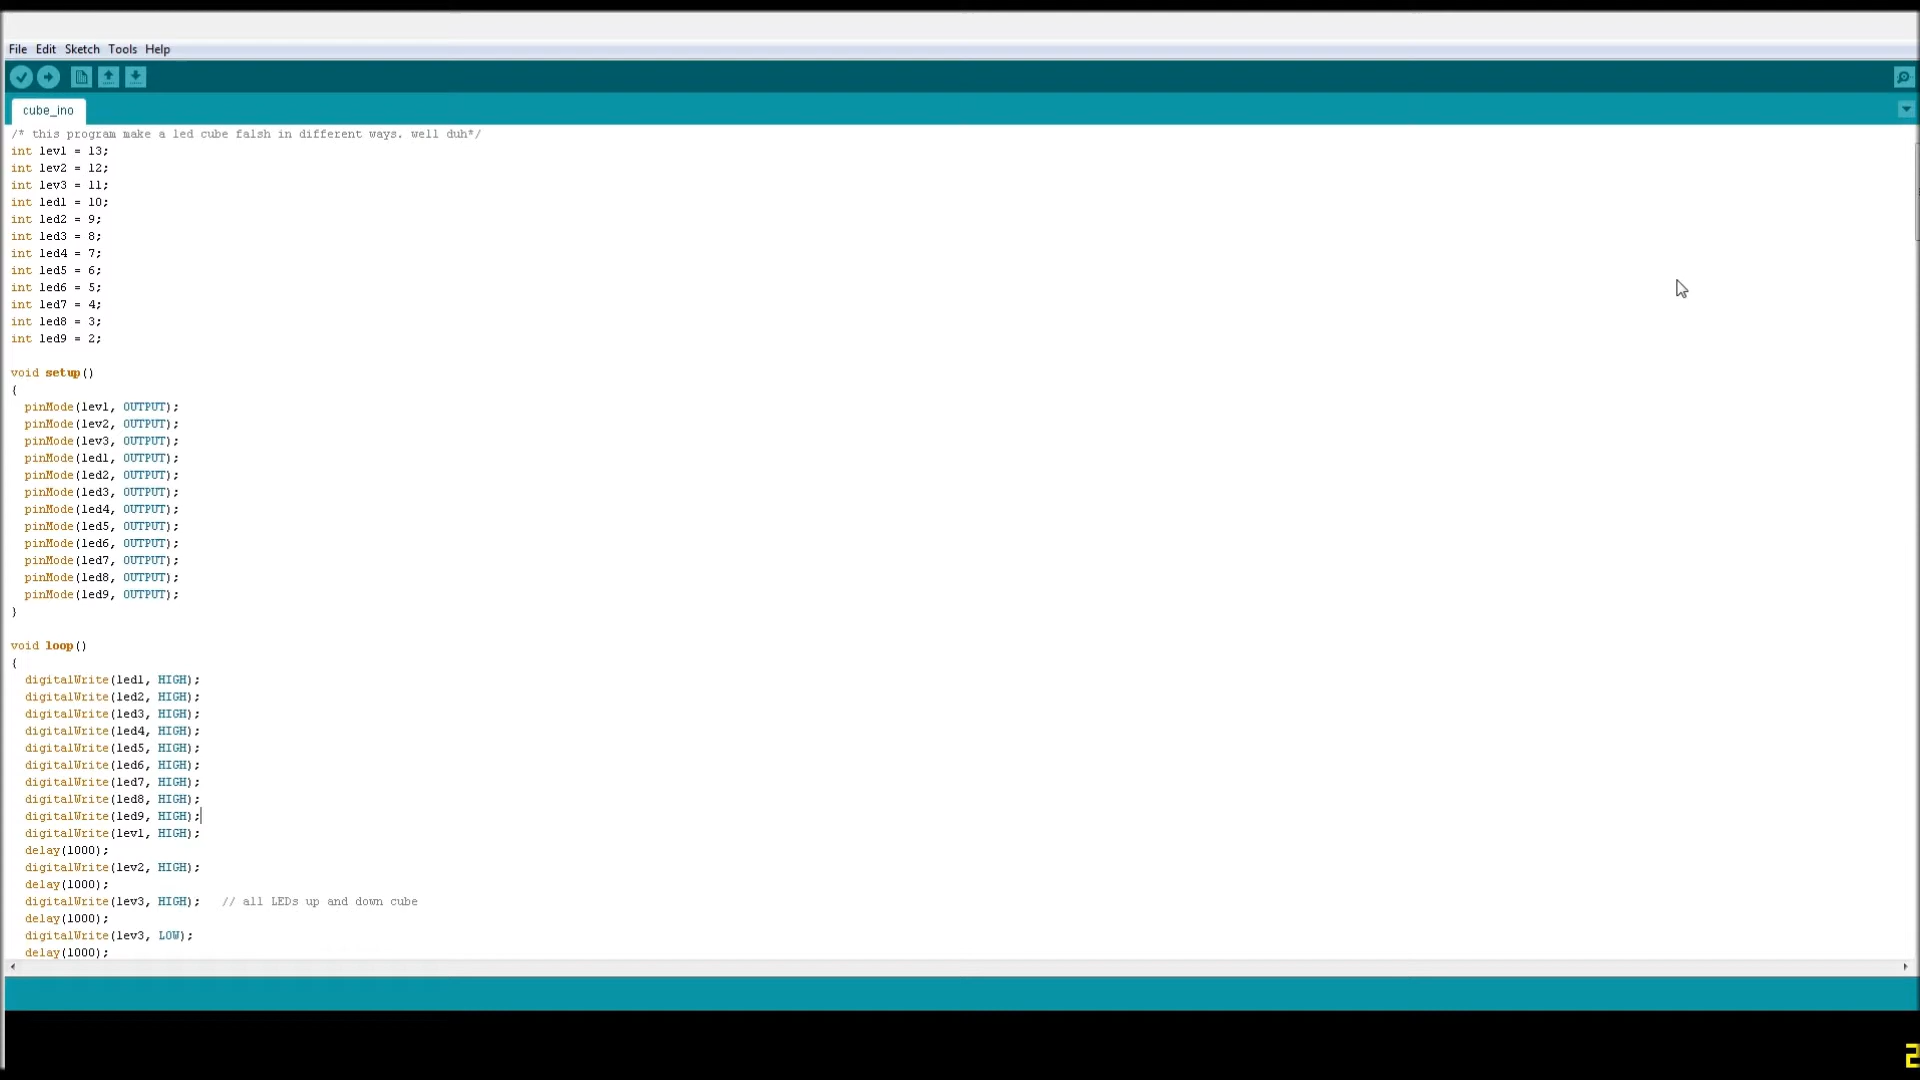 File Edit Sketch Tools Help
cube_ino
/* this program make a led cube falsh in different ways. well duh*/
int lev1 = 13;
int lev2 = 12;
int lev3 = 11;
int led1 = 10;
int led2 = 9;
int led3 = 8;
int led4 = 7;
int led5 = 6;
int led6 = 5;
int led7 = 4;
int led8 = 3;
int led9 = 2;
void setup()
{
pinMode(lev1, OUTPUT);
pinMode(lev2, OUTPUT);
pinMode(lev3, OUTPUT);
pinMode(led1, OUTPUT);
pinMode(led2, OUTPUT);
pinMode(led3, OUTPUT);
pinMode(led4, OUTPUT);
pinMode(led5, OUTPUT);
pinMode(led6, OUTPUT);
pinMode(led7, OUTPUT);
pinMode(led8, OUTPUT);
pinMode(led9, OUTPUT);
}
void loop()
{
digitalWrite(led1, HIGH);
digitalWrite(led2, HIGH);
digitalWrite(led3, HIGH);
digitalWrite(led4, HIGH);
digitalWrite(led5, HIGH);
digitalWrite(led6, HIGH);
digitalWrite(led7, HIGH);
digitalWrite(led8, HIGH);
digitalWrite(led9, HIGH);
digitalWrite(lev1, HIGH);
delay(1000);
digitalWrite(lev2, HIGH);
delay(1000);
digitalWrite(lev3, HIGH); // all LEDs up and down cube
delay(1000);
digitalWrite(lev3, LOW);
delay(1000);
2